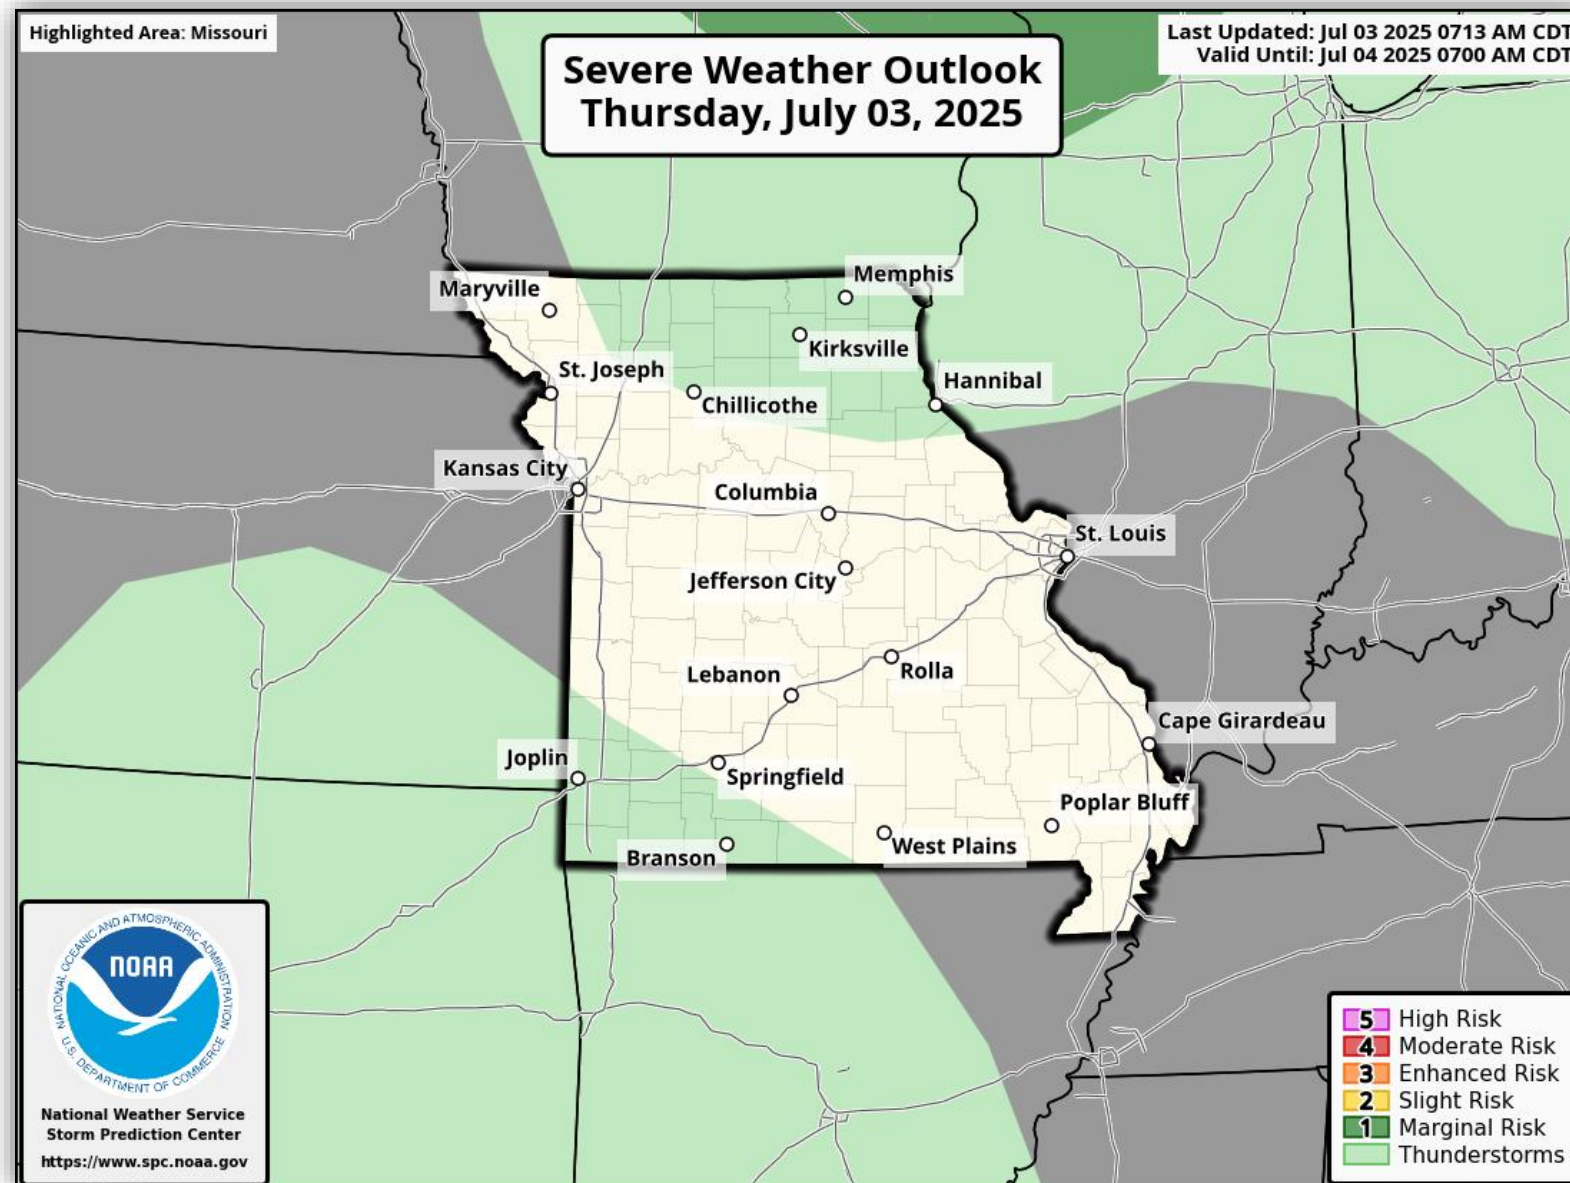 Highlighted Area: Missouri
Severe Weather Outlook
Thursday, July 03, 2025
Last Updated: Jul 03 2025 0713 AM CDT
Valid Until: Jul 04 2025 0700 AM CDT
Maryville
Memphis
Kirksville
St. Joseph
Hannibal
Chillicothe
Kansas City
Columbia
St. Louis
Jefferson City
Lebanon
Rolla
Cape Girardeau
Joplin
Springfield
Poplar Bluff
Branson
West Plains
NATIONAL OCEANIC AND ATMOSPHERIC ADMINISTRATION
NOAA
U.S. DEPARTMENT OF COMMERCE
National Weather Service
Storm Prediction Center
https://www.spc.noaa.gov
5 High Risk
4 Moderate Risk
3 Enhanced Risk
2 Slight Risk
1 Marginal Risk
Thunderstorms